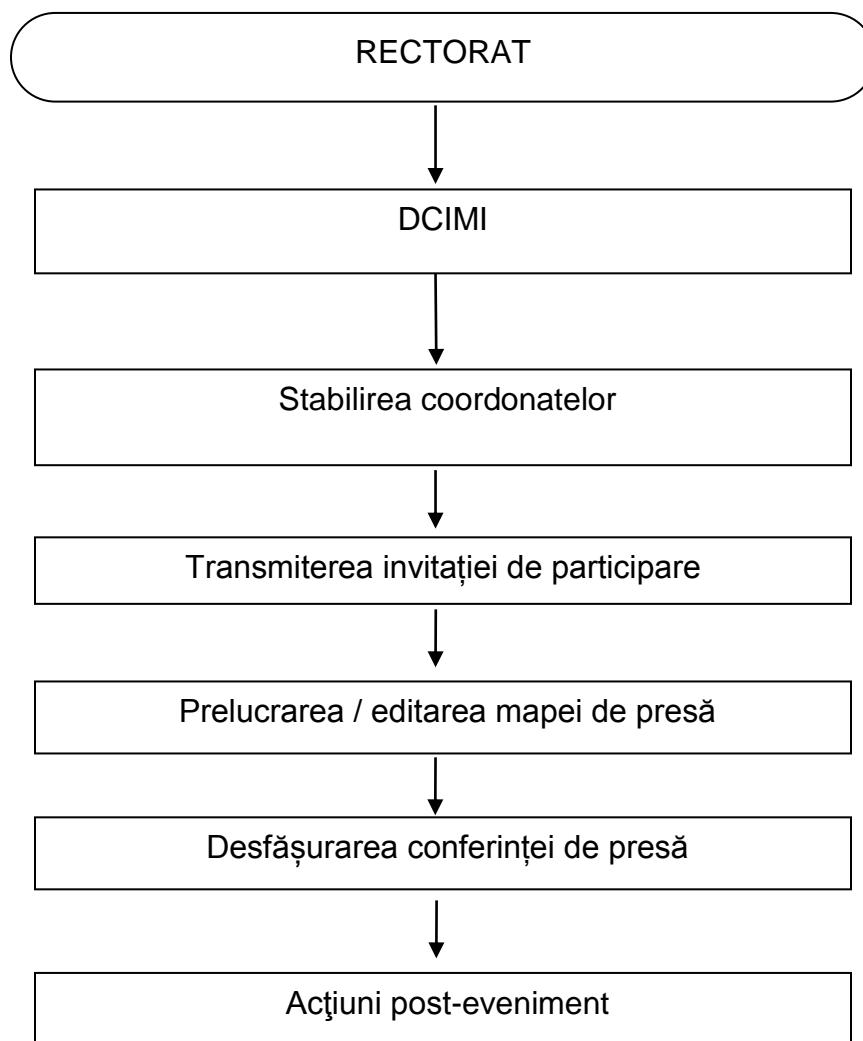 RECTORAT
DCIMI
Stabilirea coordonatelor
Transmiterea invitației de participare
Prelucrarea / editarea mapei de presă
Desfășurarea conferinței de presă
Acţiuni post-eveniment